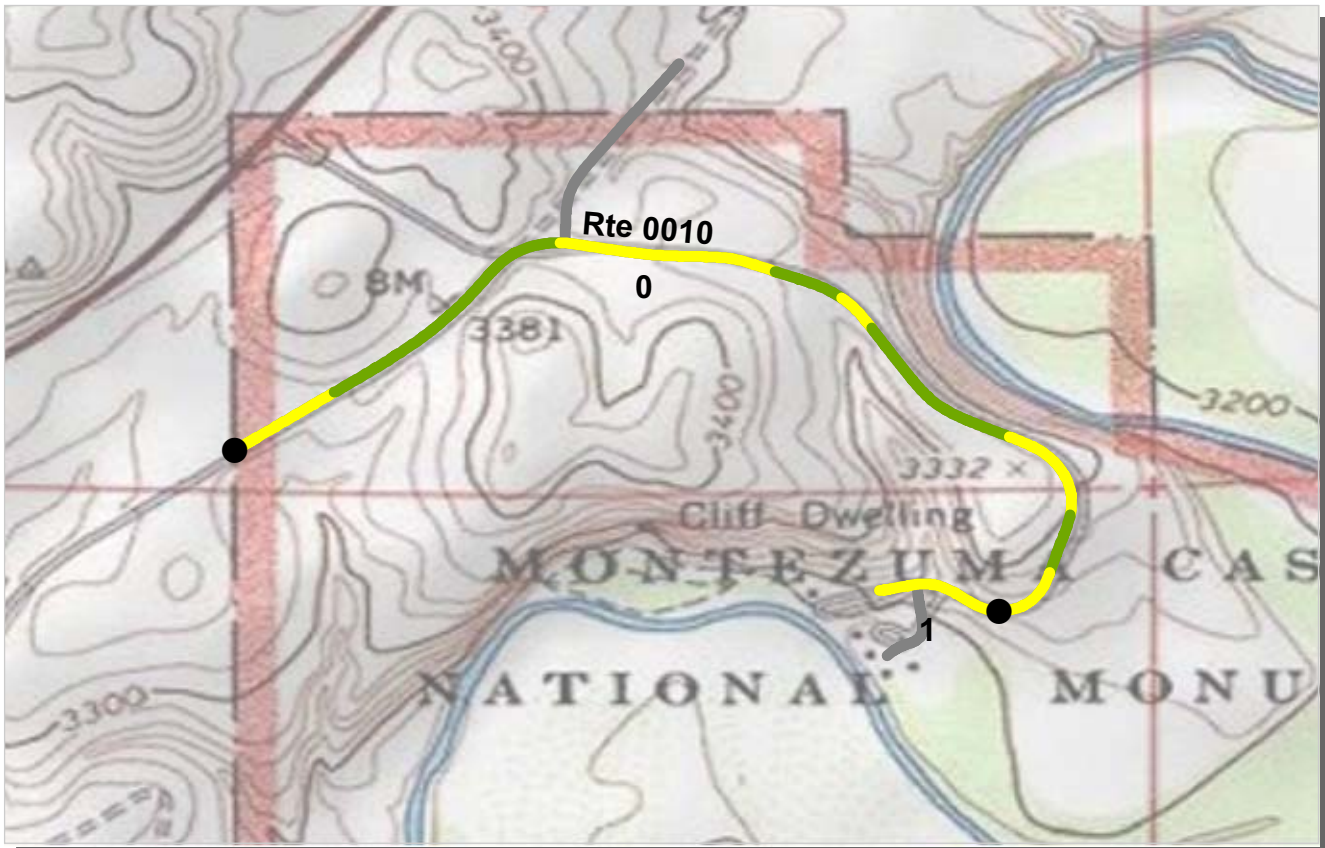 3400
Rte 0010
0
BM
3381
3400
3200
3332 ×
Cliff Dwelling
MONTEZUMA CAS
1
NATIONAL MONU
3300